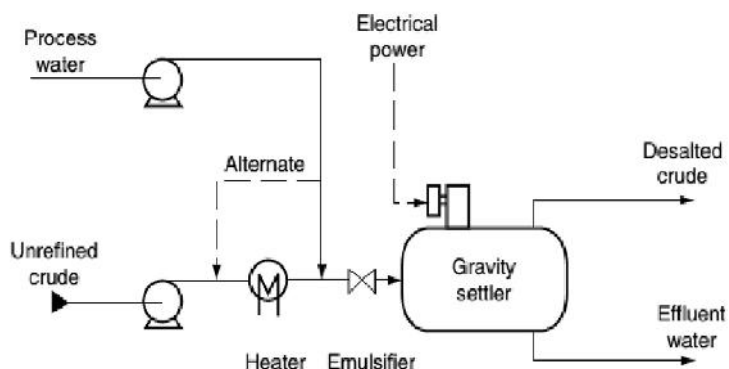 Process
water
Electrical
power
Alternate
Desalted
crude
Unrefined
crude
Gravity
settler
Effluent
water
Heater Emulsifier